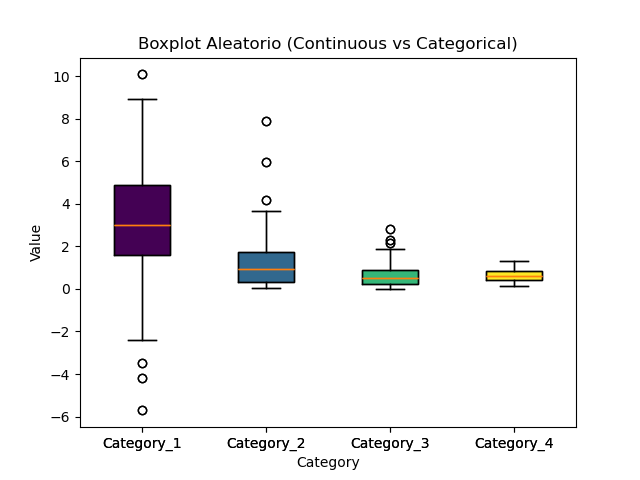 Boxplot Aleatorio (Continuous vs Categorical)
10
8
6
4
2
0
−2
−4
−6
Value
Category_1 Category_2 Category_3 Category_4
Category